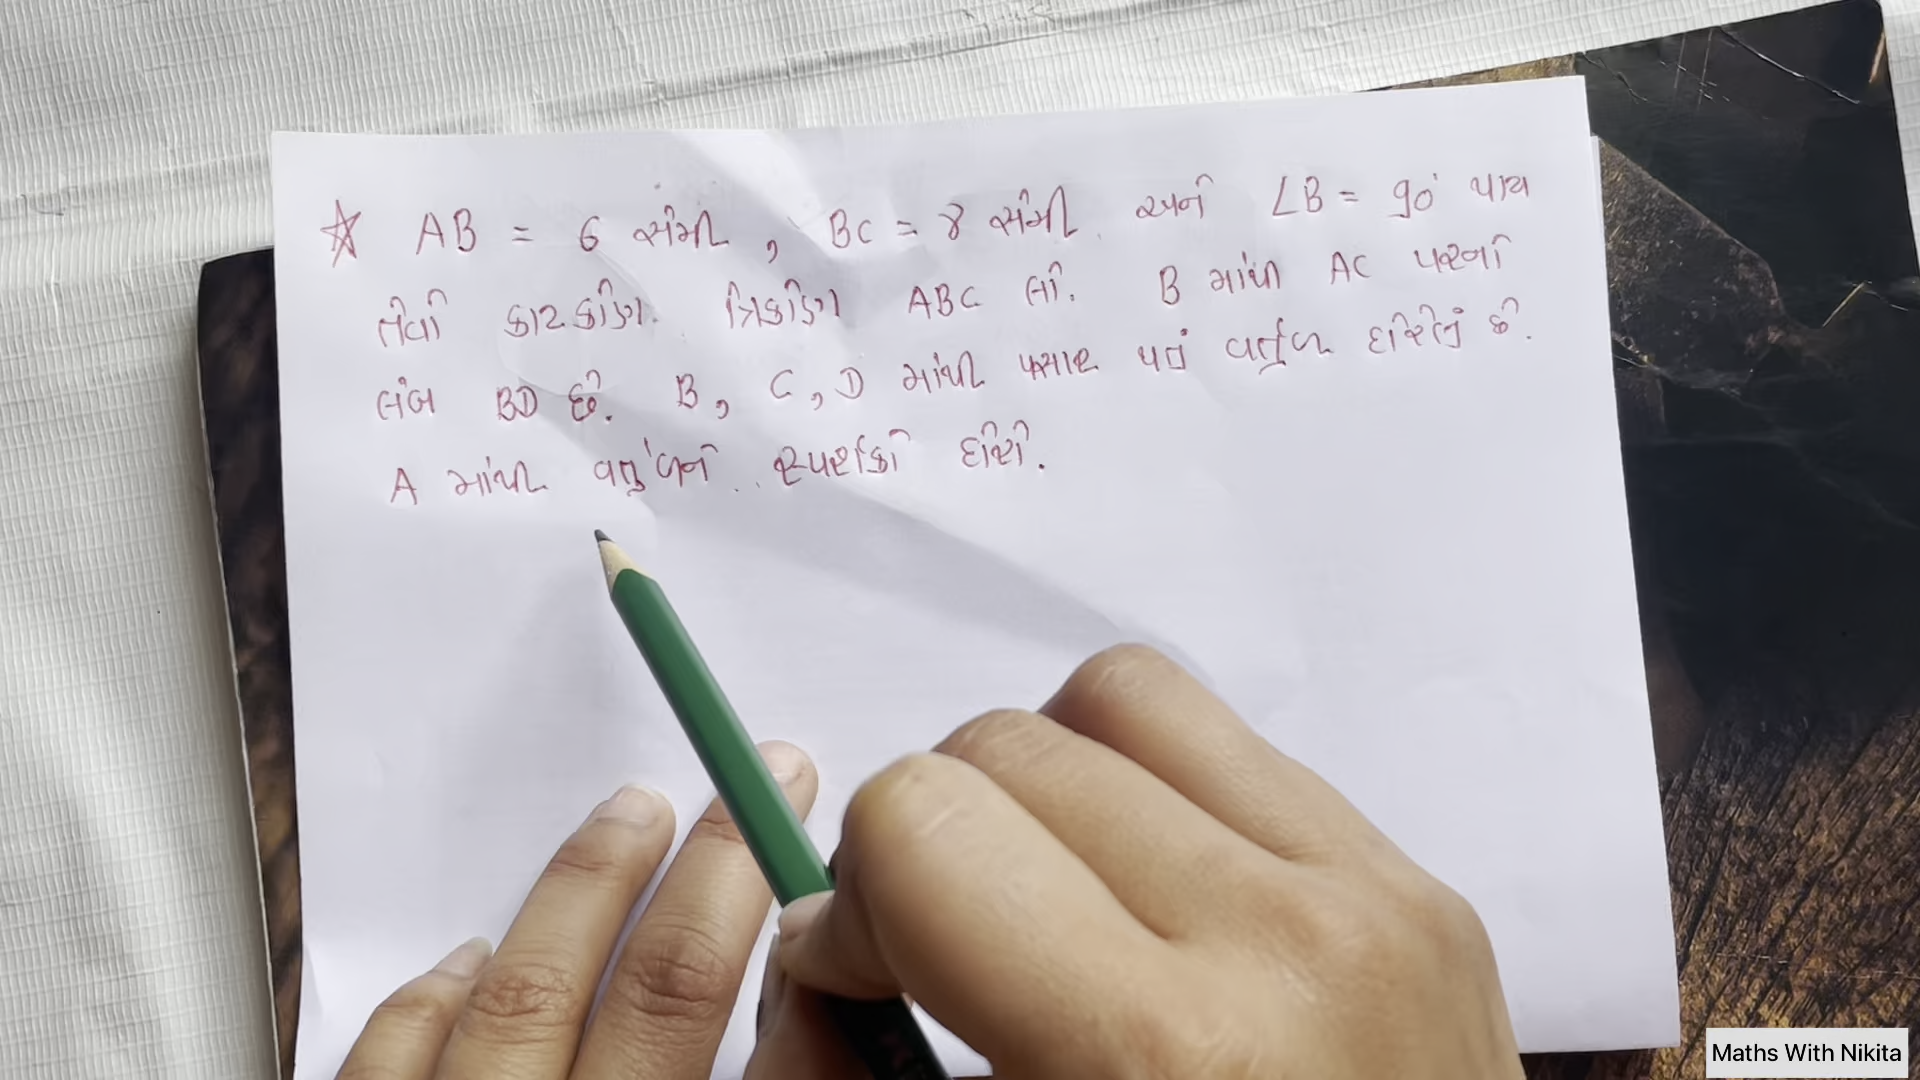 ☆ AB = 6 સેમી, BC = 8 સેમી અને ∠B = 90° થાય
તેવો કાટકોણ ત્રિકોણ ABC લો. B માંથી AC પરનો
લંબ BD છે. B, C, D માંથી પસાર થતું વર્તુળ દોરેલું છે.
A માંથી વર્તુળનો સ્પર્શકો દોરો.
Maths With Nikita